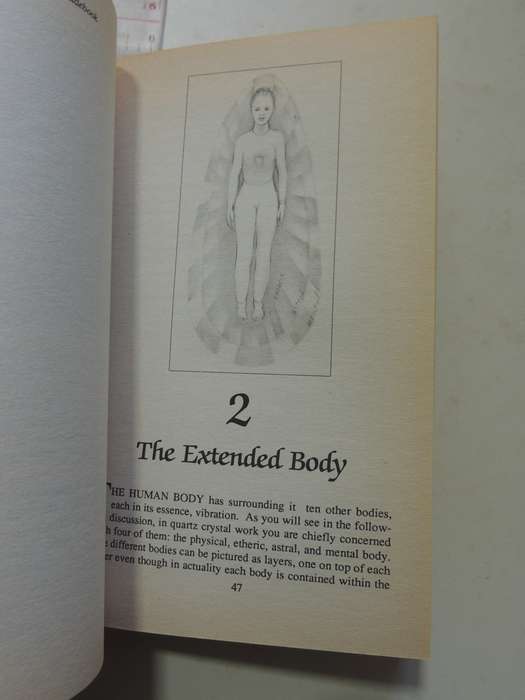 2
The Extended Body
THE HUMAN BODY has surrounding it ten other bodies,
each in its essence, vibration. As you will see in the follow-
discussion, in quartz crystal work you are chiefly concerned
four of them: the physical, etheric, astral, and mental body.
different bodies can be pictured as layers, one on top of each
even though in actuality each body is contained within the
47